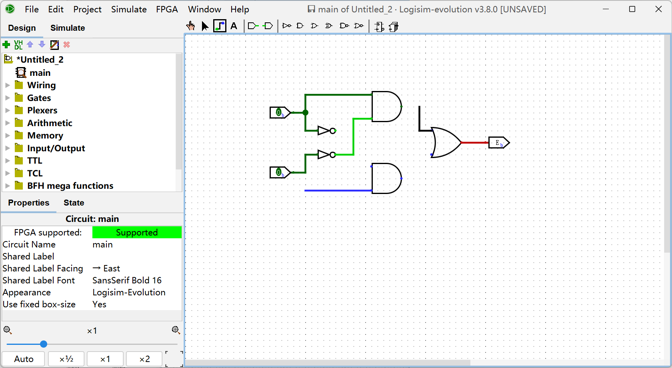 main of Untitled_2 - Logisim-evolution v3.8.0 [UNSAVED]
File Edit Project Simulate FPGA Window Help
Design Simulate
A
VH
DL
*Untitled_2
main
Wiring
Gates
Plexers
Arithmetic
Memory
Input/Output
TTL
TCL
BFH mega functions
Properties State
Circuit: main
FPGA supported: Supported
Circuit Name main
Shared Label
Shared Label Facing → East
Shared Label Font SansSerif Bold 16
Appearance Logisim-Evolution
Use fixed box-size Yes
×1
Auto ×½ ×1 ×2
0
0
E